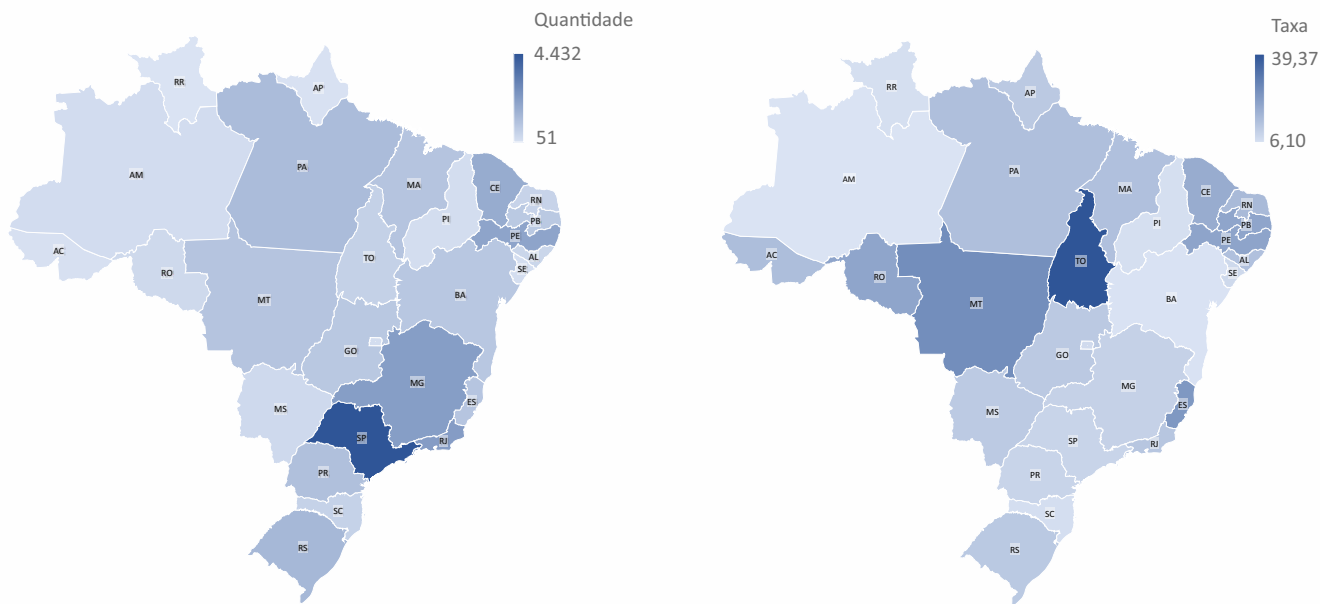 Quantidade
4.432
51
RR
AP
AM
PA
MA
CE
RN
PI
PB
PE
AC
TO
AL
RO
SE
MT
BA
GO
MG
MS
ES
SP
RJ
PR
SC
RS
Taxa
39,37
6,10
RR
AP
AM
PA
MA
CE
RN
PI
PB
PE
AC
TO
AL
RO
SE
MT
BA
GO
MG
MS
ES
SP
RJ
PR
SC
RS